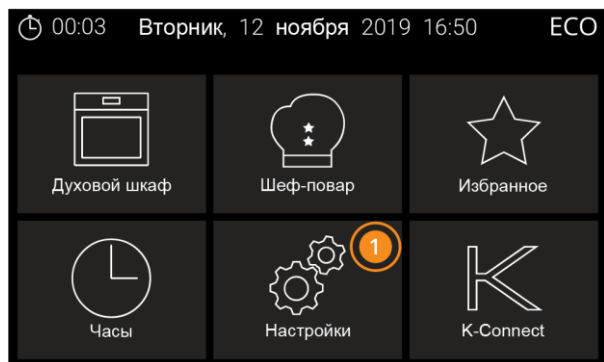 00:03 Вторник, 12 ноября 2019 16:50 ECO
Духовой шкаф Шеф-повар Избранное
1
Часы Настройки K-Connect